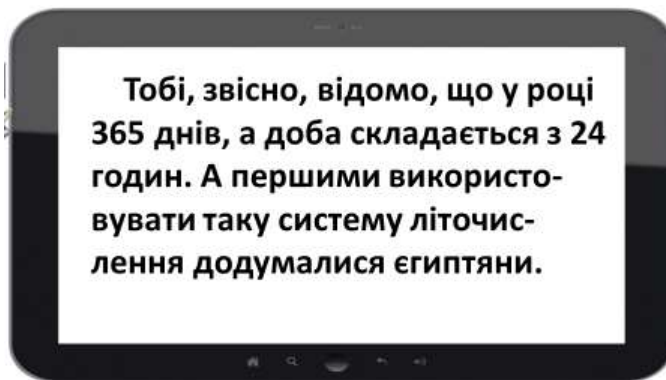 Тобі, звісно, відомо, що у році
365 днів, а доба складається з 24
годин. А першими використо-
вувати таку систему літочис-
лення додумалися єгиптяни.